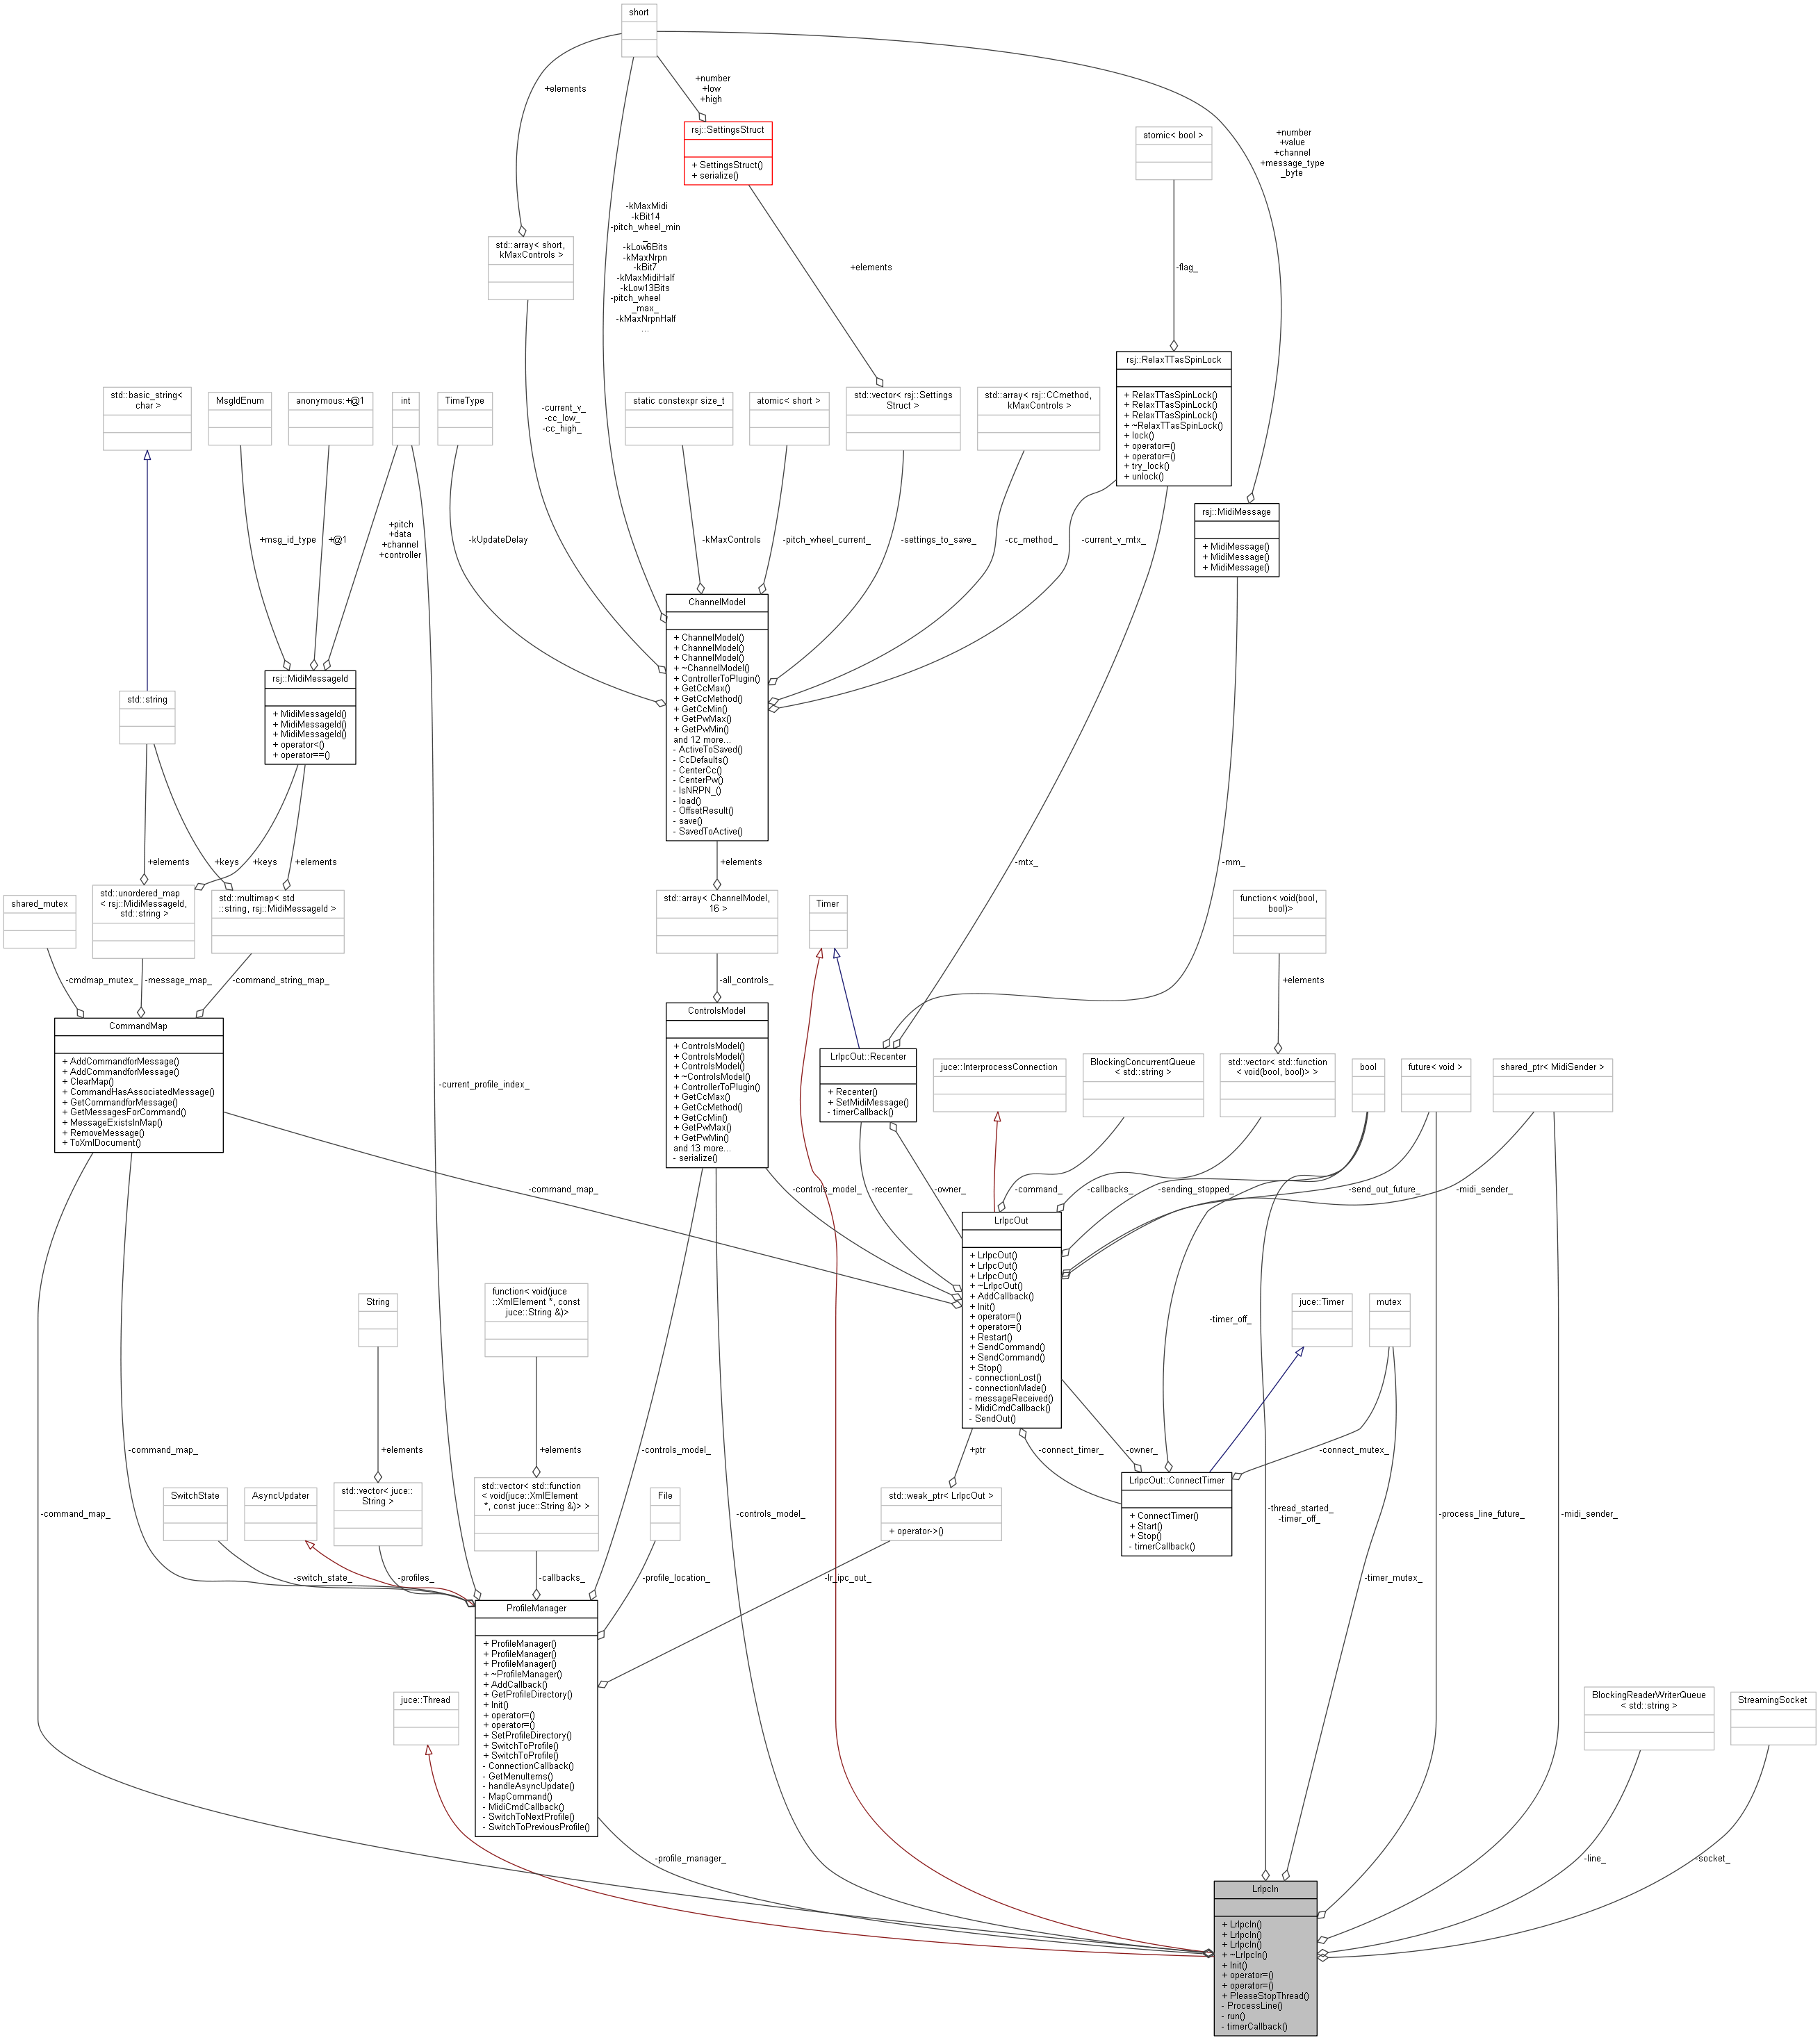 short
+elements
+number
+low
+high
rsj::SettingsStruct
+ SettingsStruct()
+ serialize()
atomic< bool >
+number
+value
+channel
+message_type
_byte
-kMaxMidi
-kBit14
-pitch_wheel_min
_
-kLow6Bits
-kMaxNrpn
-kBit7
-kMaxMidiHalf
-kLow13Bits
-pitch_wheel
_max_
-kMaxNrpnHalf
...
std::array< short,
kMaxControls >
+elements
-flag_
rsj::RelaxTTasSpinLock
+ RelaxTTasSpinLock()
+ RelaxTTasSpinLock()
+ RelaxTTasSpinLock()
+ ~RelaxTTasSpinLock()
+ lock()
+ operator=()
+ operator=()
+ try_lock()
+ unlock()
std::basic_string<
char >
MsgIdEnum
anonymous:+@1
int
TimeType
-current_v_
-cc_low_
-cc_high_
static constexpr size_t
atomic< short >
std::vector< rsj::Settings
Struct >
std::array< rsj::CCmethod,
kMaxControls >
rsj::MidiMessage
+ MidiMessage()
+ MidiMessage()
+ MidiMessage()
+msg_id_type
+@1
+pitch
+data
+channel
+controller
-kUpdateDelay
-kMaxControls
-pitch_wheel_current_
-settings_to_save_
-cc_method_
-current_v_mtx_
ChannelModel
+ ChannelModel()
+ ChannelModel()
+ ChannelModel()
+ ~ChannelModel()
+ ControllerToPlugin()
+ GetCcMax()
+ GetCcMethod()
+ GetCcMin()
+ GetPwMax()
+ GetPwMin()
and 12 more...
- ActiveToSaved()
- CcDefaults()
- CenterCc()
- CenterPw()
- IsNRPN_()
- load()
- OffsetResult()
- save()
- SavedToActive()
std::string
rsj::MidiMessageId
+ MidiMessageId()
+ MidiMessageId()
+ MidiMessageId()
+ operator<()
+ operator==()
+elements
+keys
+keys
+elements
+elements
-mtx_
-mm_
shared_mutex
std::unordered_map
< rsj::MidiMessageId,
std::string >
std::multimap< std
::string, rsj::MidiMessageId >
std::array< ChannelModel,
16 >
Timer
function< void(bool,
bool)>
-cmdmap_mutex_
-message_map_
-command_string_map_
-all_controls_
+elements
CommandMap
+ AddCommandforMessage()
+ AddCommandforMessage()
+ ClearMap()
+ CommandHasAssociatedMessage()
+ GetCommandforMessage()
+ GetMessagesForCommand()
+ MessageExistsInMap()
+ RemoveMessage()
+ ToXmlDocument()
-current_profile_index_
ControlsModel
+ ControlsModel()
+ ControlsModel()
+ ControlsModel()
+ ~ControlsModel()
+ ControllerToPlugin()
+ GetCcMax()
+ GetCcMethod()
+ GetCcMin()
+ GetPwMax()
+ GetPwMin()
and 13 more...
- serialize()
LrIpcOut::Recenter
+ Recenter()
+ SetMidiMessage()
- timerCallback()
juce::InterprocessConnection
BlockingConcurrentQueue
< std::string >
std::vector< std::function
< void(bool, bool)> >
bool
future< void >
shared_ptr< MidiSender >
-command_map_
-controls_model_
-recenter_
-owner_
-command_
-callbacks_
-sending_stopped_
-send_out_future_
-midi_sender_
LrIpcOut
+ LrIpcOut()
+ LrIpcOut()
+ LrIpcOut()
+ ~LrIpcOut()
+ AddCallback()
+ Init()
+ operator=()
+ operator=()
+ Restart()
+ SendCommand()
+ SendCommand()
+ Stop()
- connectionLost()
- connectionMade()
- messageReceived()
- MidiCmdCallback()
- SendOut()
String
function< void(juce
::XmlElement *, const
juce::String &)>
-timer_off_
juce::Timer
mutex
-command_map_
+elements
+elements
-controls_model_
+ptr
-connect_timer_
-owner_
-connect_mutex_
LrIpcOut::ConnectTimer
+ ConnectTimer()
+ Start()
+ Stop()
- timerCallback()
-command_map_
SwitchState
AsyncUpdater
std::vector< juce::
String >
std::vector< std::function
< void(juce::XmlElement
*, const juce::String &)> >
File
-controls_model_
std::weak_ptr< LrIpcOut >
+ operator->()
-thread_started_
-timer_off_
-process_line_future_
-midi_sender_
-switch_state_
-profiles_
-callbacks_
-profile_location_
-lr_ipc_out_
-timer_mutex_
ProfileManager
+ ProfileManager()
+ ProfileManager()
+ ProfileManager()
+ ~ProfileManager()
+ AddCallback()
+ GetProfileDirectory()
+ Init()
+ operator=()
+ operator=()
+ SetProfileDirectory()
+ SwitchToProfile()
+ SwitchToProfile()
- ConnectionCallback()
- GetMenuItems()
- handleAsyncUpdate()
- MapCommand()
- MidiCmdCallback()
- SwitchToNextProfile()
- SwitchToPreviousProfile()
juce::Thread
BlockingReaderWriterQueue
< std::string >
StreamingSocket
-profile_manager_
-line_
-socket_
LrIpcIn
+ LrIpcIn()
+ LrIpcIn()
+ LrIpcIn()
+ ~LrIpcIn()
+ Init()
+ operator=()
+ operator=()
+ PleaseStopThread()
- ProcessLine()
- run()
- timerCallback()